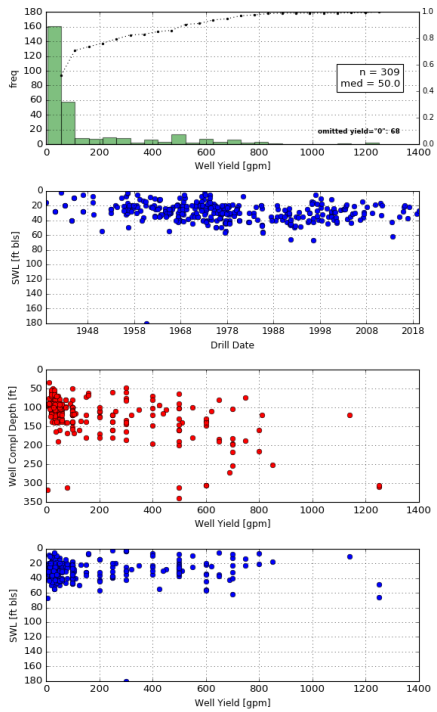 180
160
140
120
100
80
60
40
20
0
freq
1.0
0.8
0.6
0.4
0.2
0.0
n = 309
med = 50.0
omitted yield="0": 68
0 200 400 600 800 1000 1200 1400
Well Yield [gpm]
0
20
40
60
80
100
120
140
160
180
SWL [ft bls]
1948 1958 1968 1978 1988 1998 2008 2018
Drill Date
0
50
100
150
200
250
300
350
Well Compl Depth [ft]
0 200 400 600 800 1000 1200 1400
Well Yield [gpm]
0
20
40
60
80
100
120
140
160
180
SWL [ft bls]
0 200 400 600 800 1000 1200 1400
Well Yield [gpm]